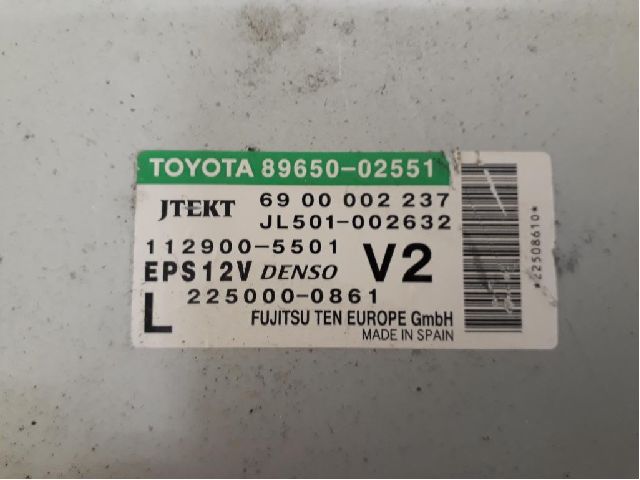 TOYOTA 89650-02551
JTEKT 69 00 002 237
JL501-002632
112900-5501
EPS12V DENSO V2
L 225000-0861
FUJITSU TEN EUROPE GmbH
MADE IN SPAIN
*22508610*